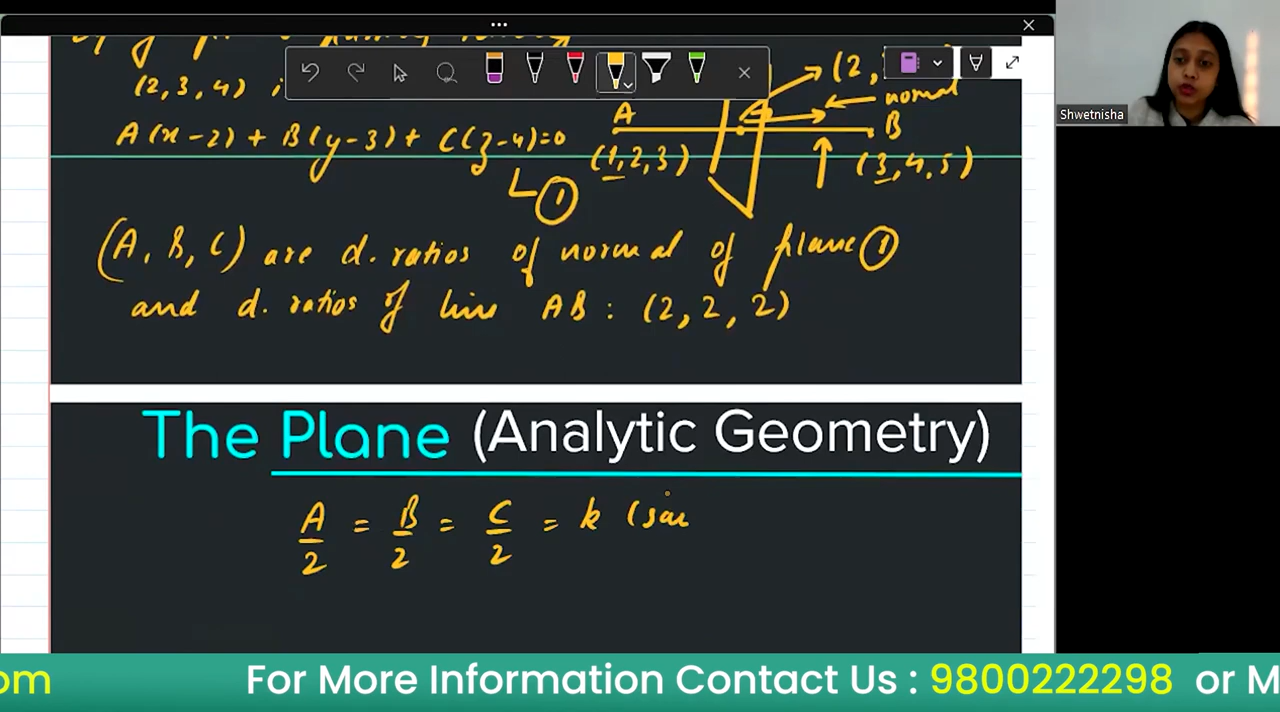 (2,
(2, 3, 4)
normal
A B
A(x-2) + B(y-3) + C(z-4)=0
(1,2,3) (3,4,5)
①
(A, B, C) are d. ratios of normal of plane ①
and d. ratios of line AB : (2, 2, 2)
The Plane (Analytic Geometry)
A/2 = B/2 = C/2 = k (say
Shwetnisha
om For More Information Contact Us : 9800222298 or M